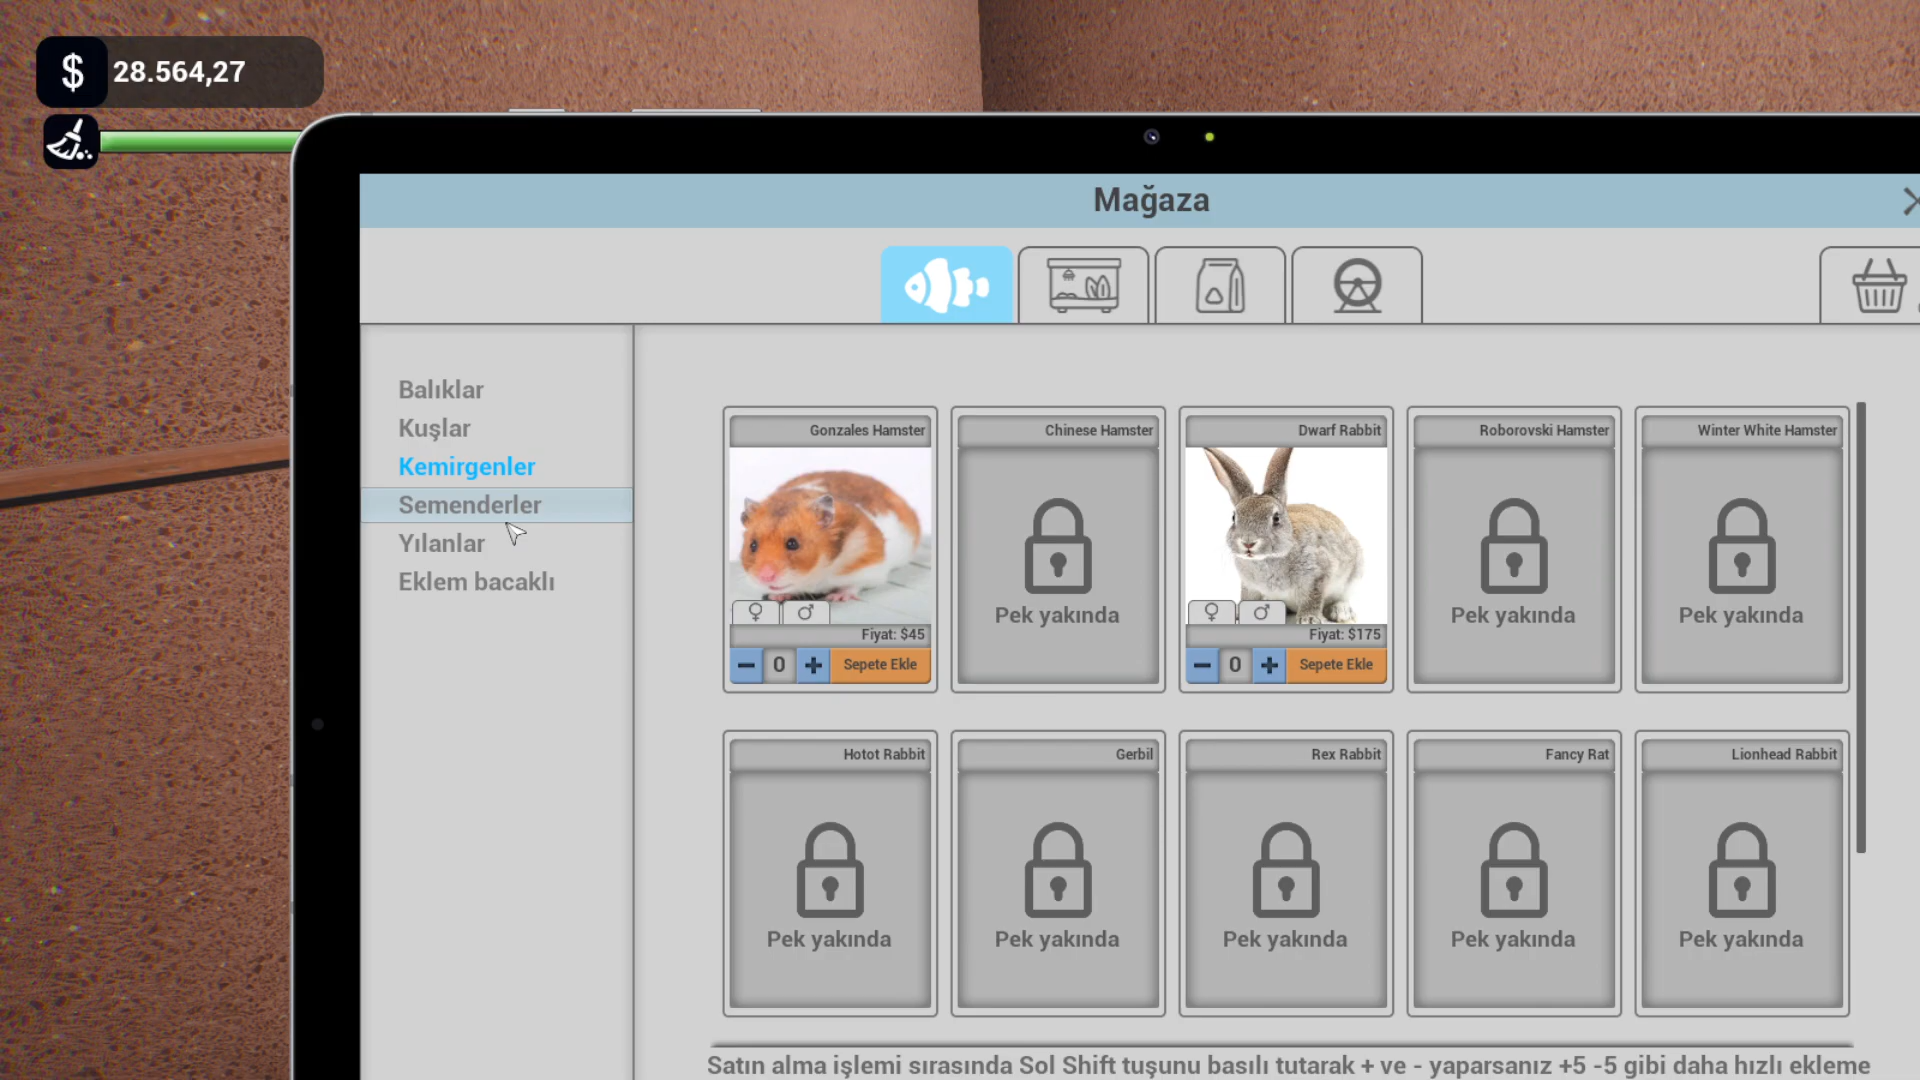 $ 28.564,27
Mağaza
Balıklar
Kuşlar
Kemirgenler
Semenderler
Yılanlar
Eklem bacaklı
Gonzales Hamster
Fiyat: $45
0
Sepete Ekle
Chinese Hamster
Pek yakında
Dwarf Rabbit
Fiyat: $175
0
Sepete Ekle
Roborovski Hamster
Pek yakında
Winter White Hamster
Pek yakında
Hotot Rabbit
Pek yakında
Gerbil
Pek yakında
Rex Rabbit
Pek yakında
Fancy Rat
Pek yakında
Lionhead Rabbit
Pek yakında
Satın alma işlemi sırasında Sol Shift tuşunu basılı tutarak + ve - yaparsanız +5 -5 gibi daha hızlı ekleme